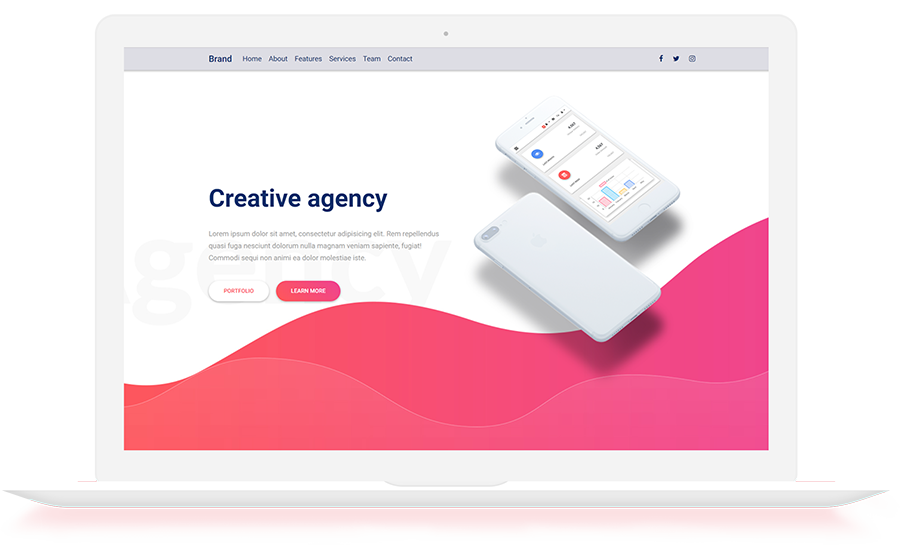 Brand Home About Features Services Team Contact
Creative agency
Lorem ipsum dolor sit amet, consectetur adipisicing elit. Rem repellendus
quasi fuga nesciunt dolorum nulla magnam veniam sapiente, fugiat!
Commodi sequi non animi ea dolor molestiae iste.
Agency
PORTFOLIO LEARN MORE